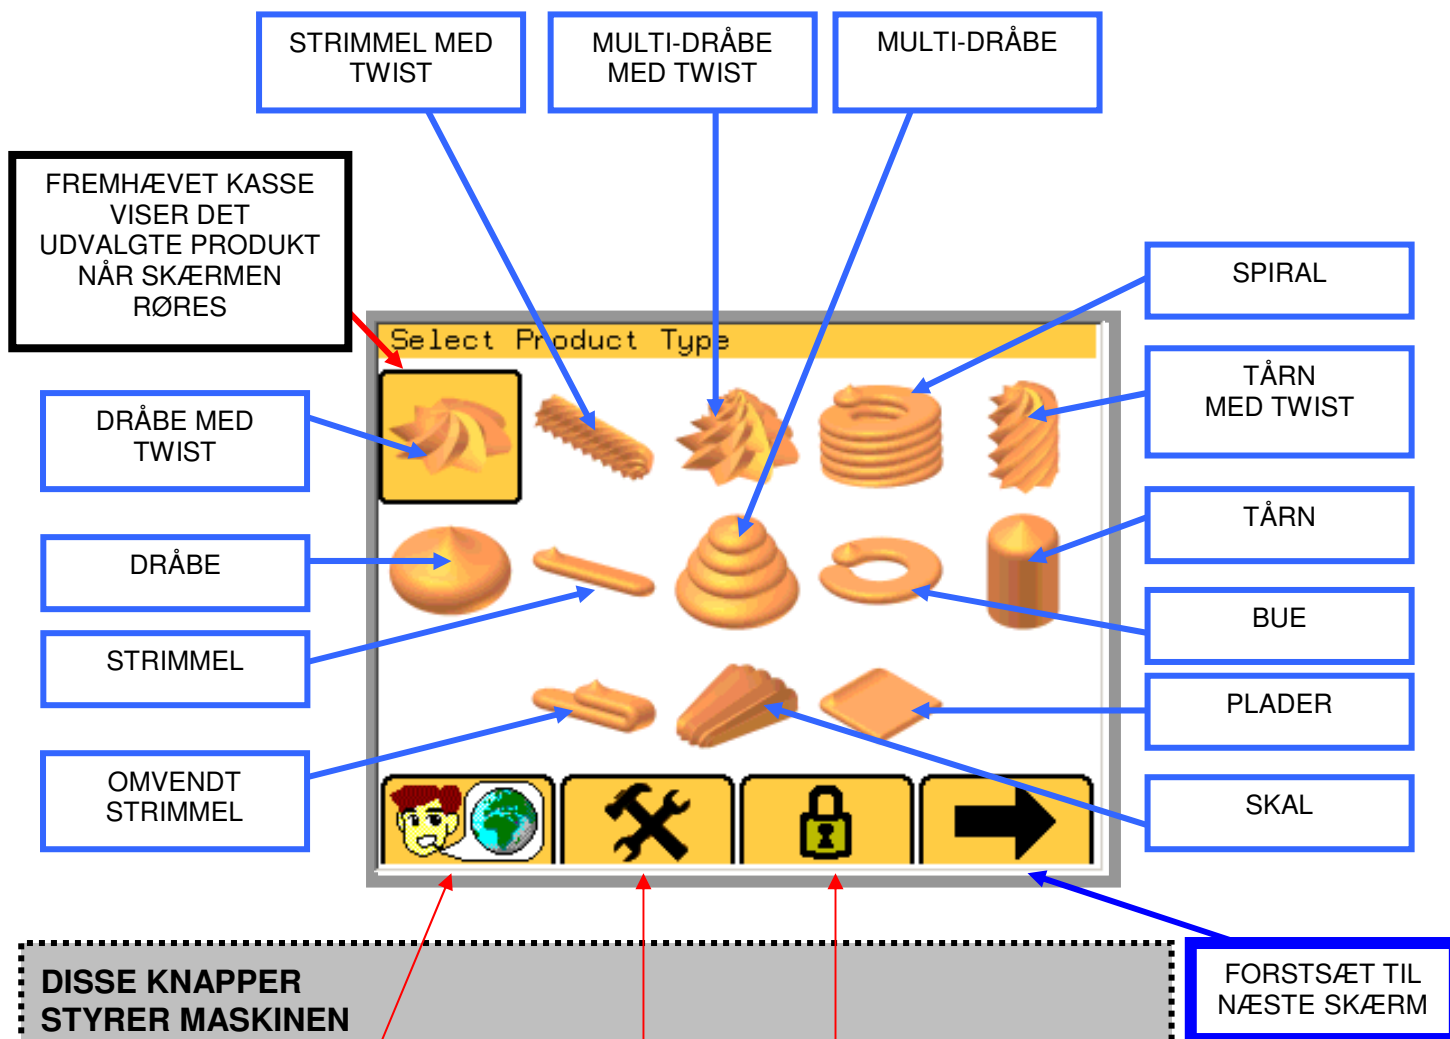 STRIMMEL MED
TWIST
MULTI-DRÅBE
MED TWIST
MULTI-DRÅBE
FREMHÆVET KASSE
VISER DET
UDVALGTE PRODUKT
NÅR SKÆRMEN
RØRES
SPIRAL
Select Product Type
TÅRN
MED TWIST
DRÅBE MED
TWIST
TÅRN
DRÅBE
BUE
STRIMMEL
PLADER
OMVENDT
STRIMMEL
SKAL
DISSE KNAPPER
STYRER MASKINEN
FORSTSÆT TIL
NÆSTE SKÆRM